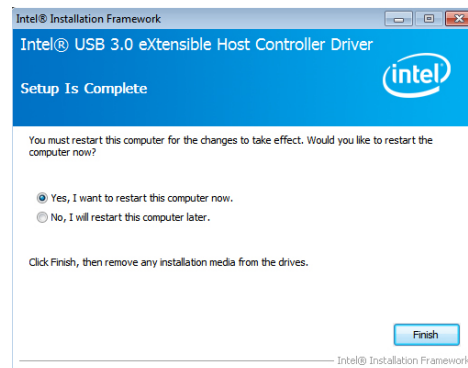 Intel® Installation Framework
Intel® USB 3.0 eXtensible Host Controller Driver
intel
Setup Is Complete
You must restart this computer for the changes to take effect. Would you like to restart the
computer now?
Yes, I want to restart this computer now.
No, I will restart this computer later.
Click Finish, then remove any installation media from the drives.
Finish
Intel® Installation Framework